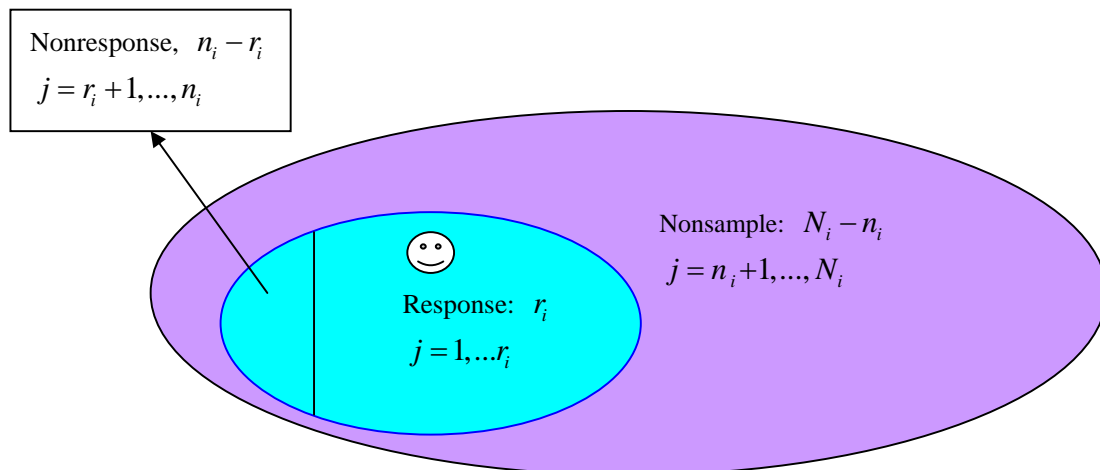 Nonresponse, n_i − r_i
j = r_i + 1,..., n_i
Nonsample: N_i − n_i
j = n_i + 1,..., N_i
Response: r_i
j = 1,... r_i